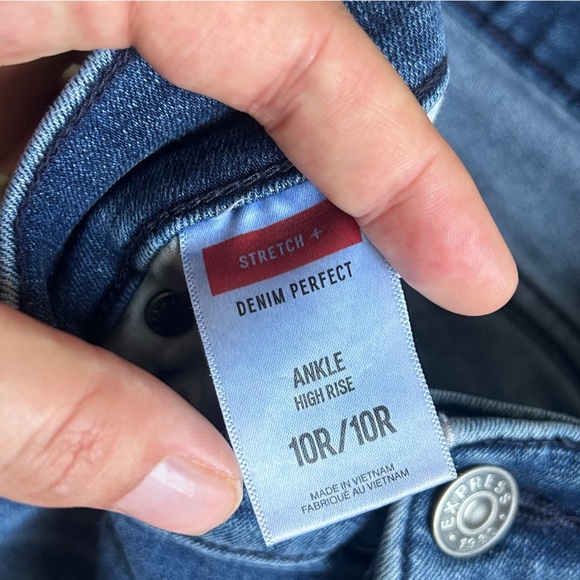 STRETCH +
DENIM PERFECT
ANKLE
HIGH RISE
10R/10R
MADE IN VIETNAM
FABRIQUÉ AU VIETNAM
EXPRESS